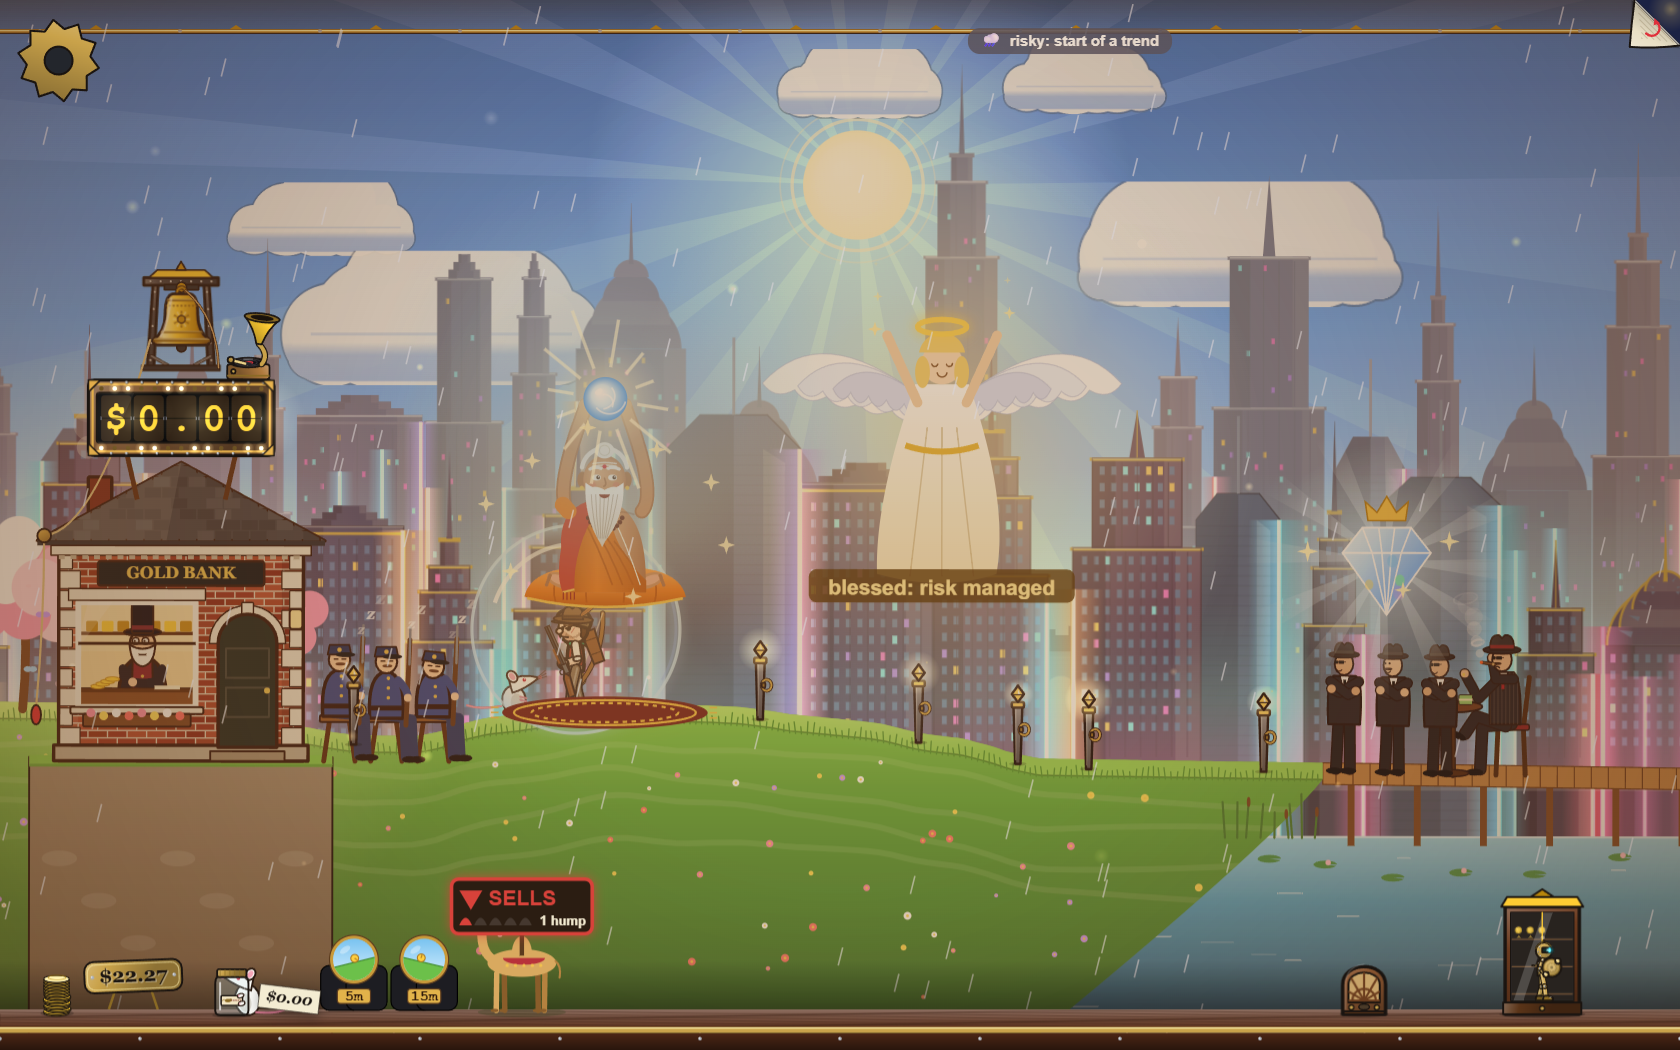 risky: start of a trend
$0.00
GOLD BANK
z z z z z z
blessed: risk managed
SELLS
1 hump
$22.27
$0.00
5m
15m